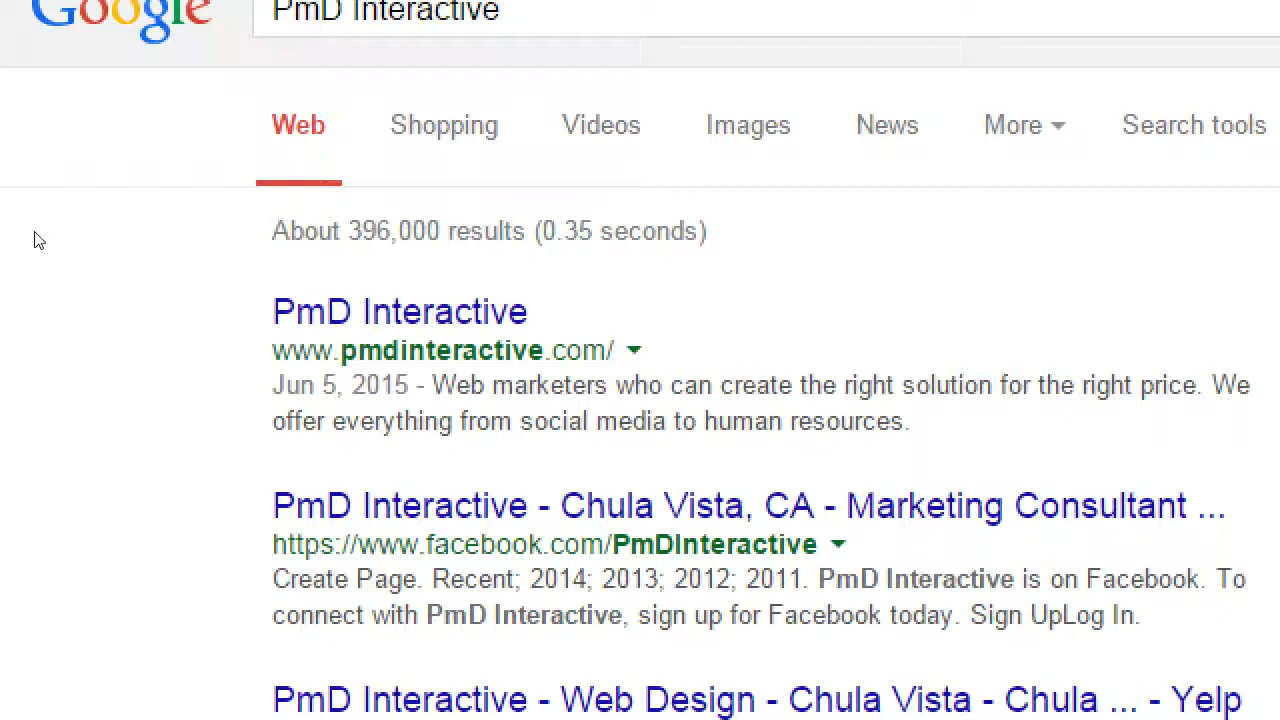 Google
PmD Interactive
Web Shopping Videos Images News More Search tools
About 396,000 results (0.35 seconds)
PmD Interactive
www.pmdinteractive.com/
Jun 5, 2015 - Web marketers who can create the right solution for the right price. We
offer everything from social media to human resources.
PmD Interactive - Chula Vista, CA - Marketing Consultant ...
https://www.facebook.com/PmDInteractive
Create Page. Recent; 2014; 2013; 2012; 2011. PmD Interactive is on Facebook. To
connect with PmD Interactive, sign up for Facebook today. Sign UpLog In.
PmD Interactive - Web Design - Chula Vista - Chula ... - Yelp